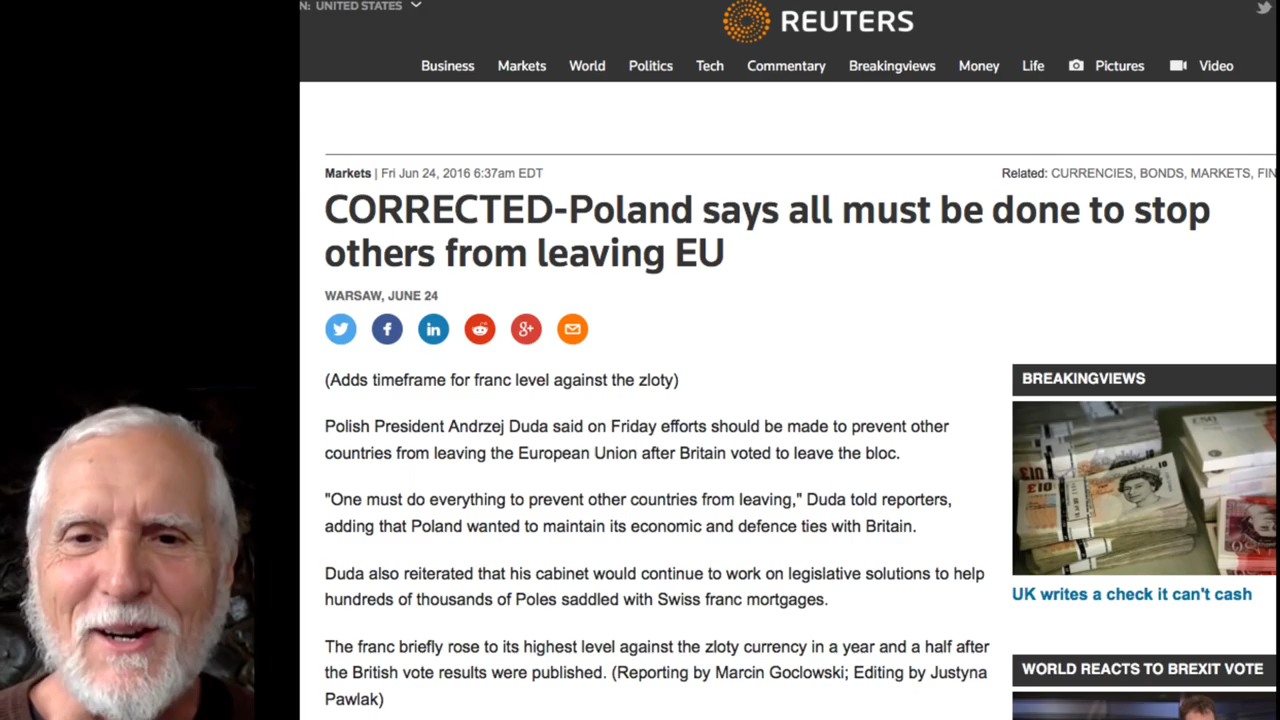 N: UNITED STATES
REUTERS
Business Markets World Politics Tech Commentary Breakingviews Money Life Pictures Video
Markets | Fri Jun 24, 2016 6:37am EDT
Related: CURRENCIES, BONDS, MARKETS, FIN
CORRECTED-Poland says all must be done to stop
others from leaving EU
WARSAW, JUNE 24
(Adds timeframe for franc level against the zloty)
Polish President Andrzej Duda said on Friday efforts should be made to prevent other
countries from leaving the European Union after Britain voted to leave the bloc.
"One must do everything to prevent other countries from leaving," Duda told reporters,
adding that Poland wanted to maintain its economic and defence ties with Britain.
Duda also reiterated that his cabinet would continue to work on legislative solutions to help
hundreds of thousands of Poles saddled with Swiss franc mortgages.
The franc briefly rose to its highest level against the zloty currency in a year and a half after
the British vote results were published. (Reporting by Marcin Goclowski; Editing by Justyna
Pawlak)
BREAKINGVIEWS
£10
UK writes a check it can't cash
WORLD REACTS TO BREXIT VOTE